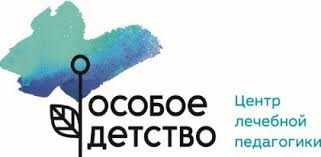 ОСОБОЕ
ДЕТСТВО
Центр
лечебной
педагогики